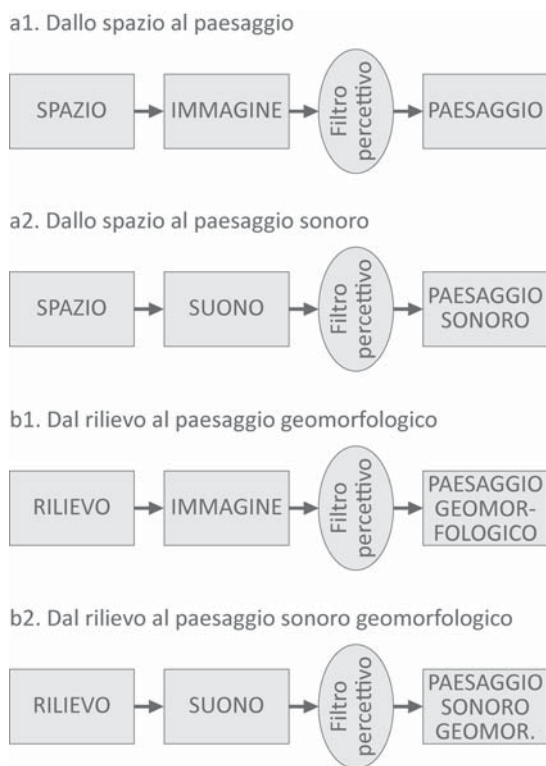 a1. Dallo spazio al paesaggio
SPAZIO
IMMAGINE
Filtro
percettivo
PAESAGGIO
a2. Dallo spazio al paesaggio sonoro
SPAZIO
SUONO
Filtro
percettivo
PAESAGGIO
SONORO
b1. Dal rilievo al paesaggio geomorfologico
RILIEVO
IMMAGINE
Filtro
percettivo
PAESAGGIO
GEOMOR-
FOLOGICO
b2. Dal rilievo al paesaggio sonoro geomorfologico
RILIEVO
SUONO
Filtro
percettivo
PAESAGGIO
SONORO
GEOMOR.